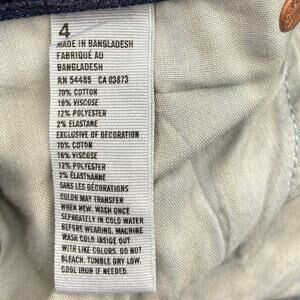 4
MADE IN BANGLADESH
FABRIQUÉ AU
BANGLADESH
RN 54485 CA 03873
70% COTTON
16% VISCOSE
12% POLYESTER
2% ELASTANE
EXCLUSIVE OF DECORATION
70% COTON
16% VISCOSE
12% POLYESTER
2% ÉLASTHANNE
SANS LES DÉCORATIONS
COLOR MAY TRANSFER
WHEN NEW. WASH ONCE
SEPARATELY IN COLD WATER
BEFORE WEARING. MACHINE
WASH COLD INSIDE OUT
WITH LIKE COLORS. DO NOT
BLEACH. TUMBLE DRY LOW.
COOL IRON IF NEEDED.